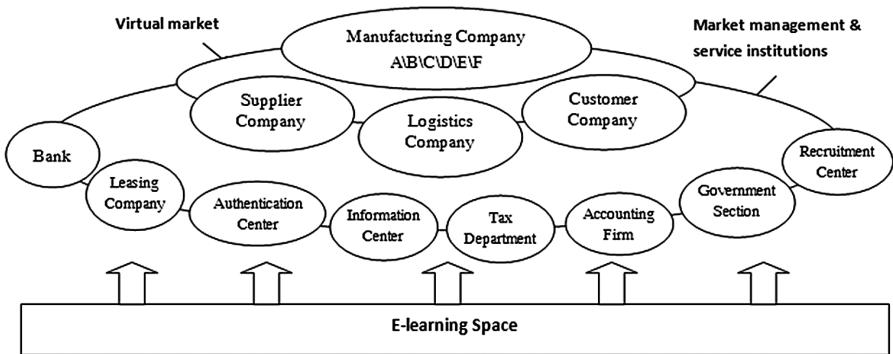 Virtual market
Market management &
service institutions
Manufacturing Company
A\B\C\D\E\F
Supplier
Company
Logistics
Company
Customer
Company
Bank
Leasing
Company
Authentication
Center
Information
Center
Tax
Department
Accounting
Firm
Government
Section
Recruitment
Center
E-learning Space